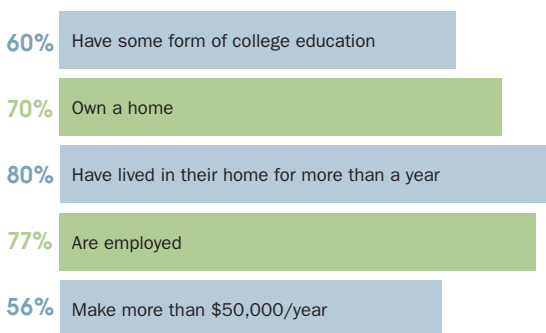 60% Have some form of college education
70% Own a home
80% Have lived in their home for more than a year
77% Are employed
56% Make more than $50,000/year